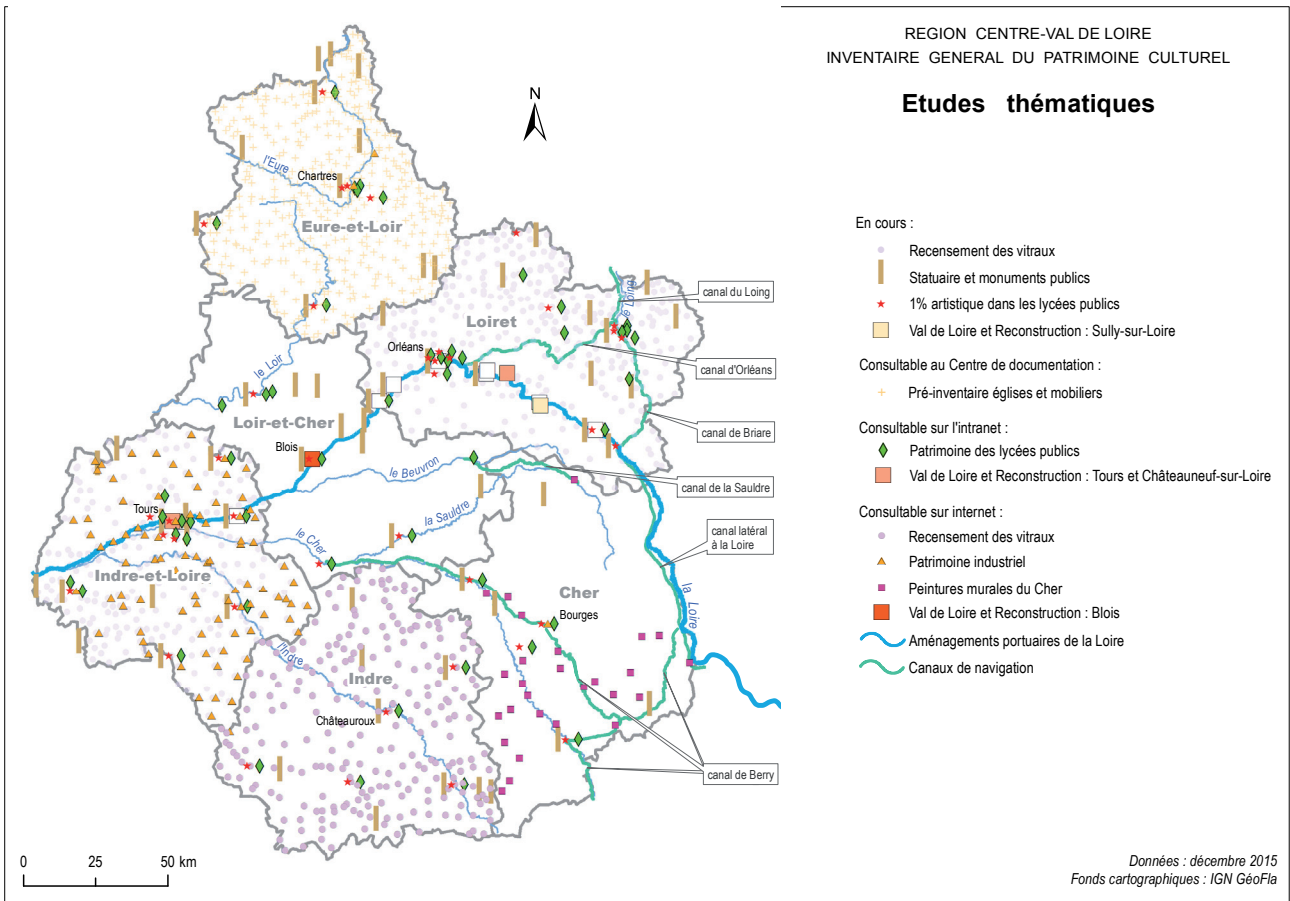 REGION CENTRE-VAL DE LOIRE
INVENTAIRE GENERAL DU PATRIMOINE CULTUREL
Etudes thématiques
En cours :
Recensement des vitraux
Statuaire et monuments publics
1% artistique dans les lycées publics
Val de Loire et Reconstruction : Sully-sur-Loire
Consultable au Centre de documentation :
Pré-inventaire églises et mobiliers
Consultable sur l'intranet :
Patrimoine des lycées publics
Val de Loire et Reconstruction : Tours et Châteauneuf-sur-Loire
Consultable sur internet :
Recensement des vitraux
Patrimoine industriel
Peintures murales du Cher
Val de Loire et Reconstruction : Blois
Aménagements portuaires de la Loire
Canaux de navigation
N
l'Eure
Chartres
Eure-et-Loir
canal du Loing
le Loing
Loiret
Orléans
canal d'Orléans
le Loir
Loir-et-Cher
canal de Briare
Blois
le Beuvron
canal de la Sauldre
la Sauldre
Tours
le Cher
canal latéral
à la Loire
Indre-et-Loire
Cher
la Loire
Bourges
l'Indre
Indre
Châteauroux
canal de Berry
0 25 50 km
Données : décembre 2015
Fonds cartographiques : IGN GéoFla